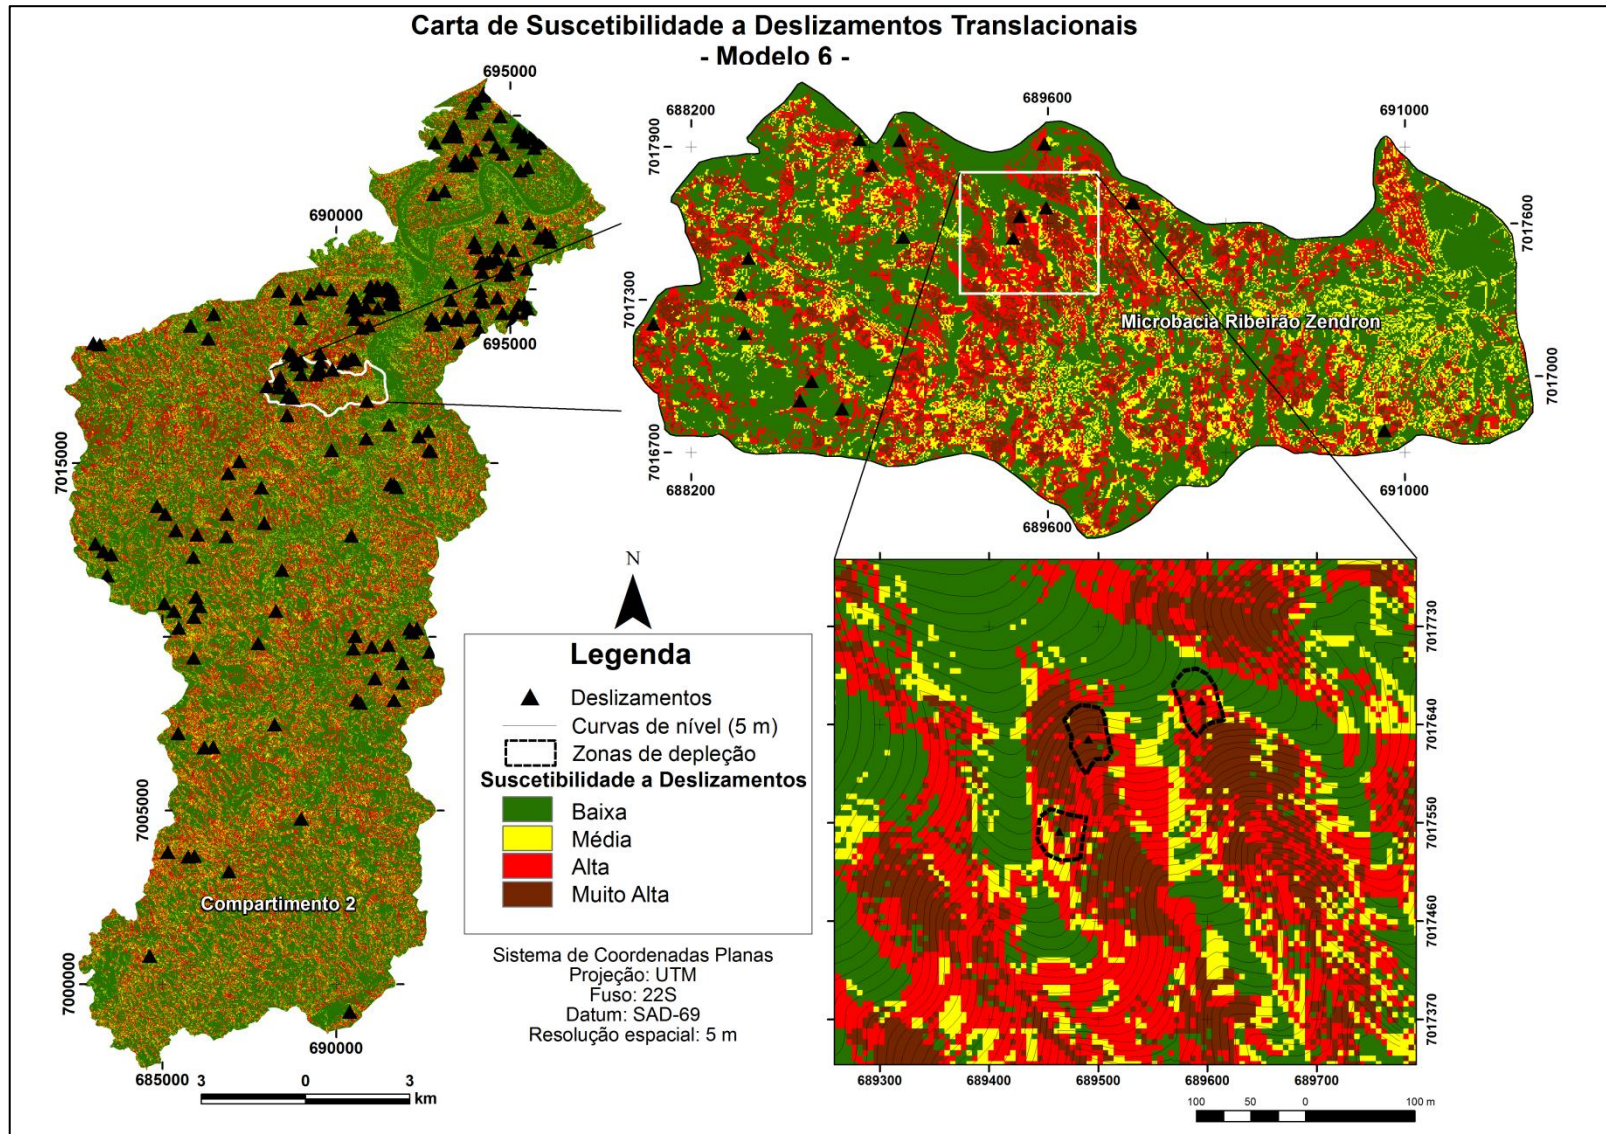 Carta de Suscetibilidade a Deslizamentos Translacionais
- Modelo 6 -
695000
690000
695000
7015000
7005000
7000000
685000
690000
Compartimento 2
3 0 3
km
688200
689600
691000
7017900
7017600
7017300
7017000
7016700
688200
689600
691000
Microbacia Ribeirão Zendron
N
Legenda
Deslizamentos
Curvas de nível (5 m)
Zonas de depleção
Suscetibilidade a Deslizamentos
Baixa
Média
Alta
Muito Alta
Sistema de Coordenadas Planas
Projeção: UTM
Fuso: 22S
Datum: SAD-69
Resolução espacial: 5 m
7017730
7017640
7017550
7017460
7017370
689300 689400 689500 689600 689700
100 50 0 100 m